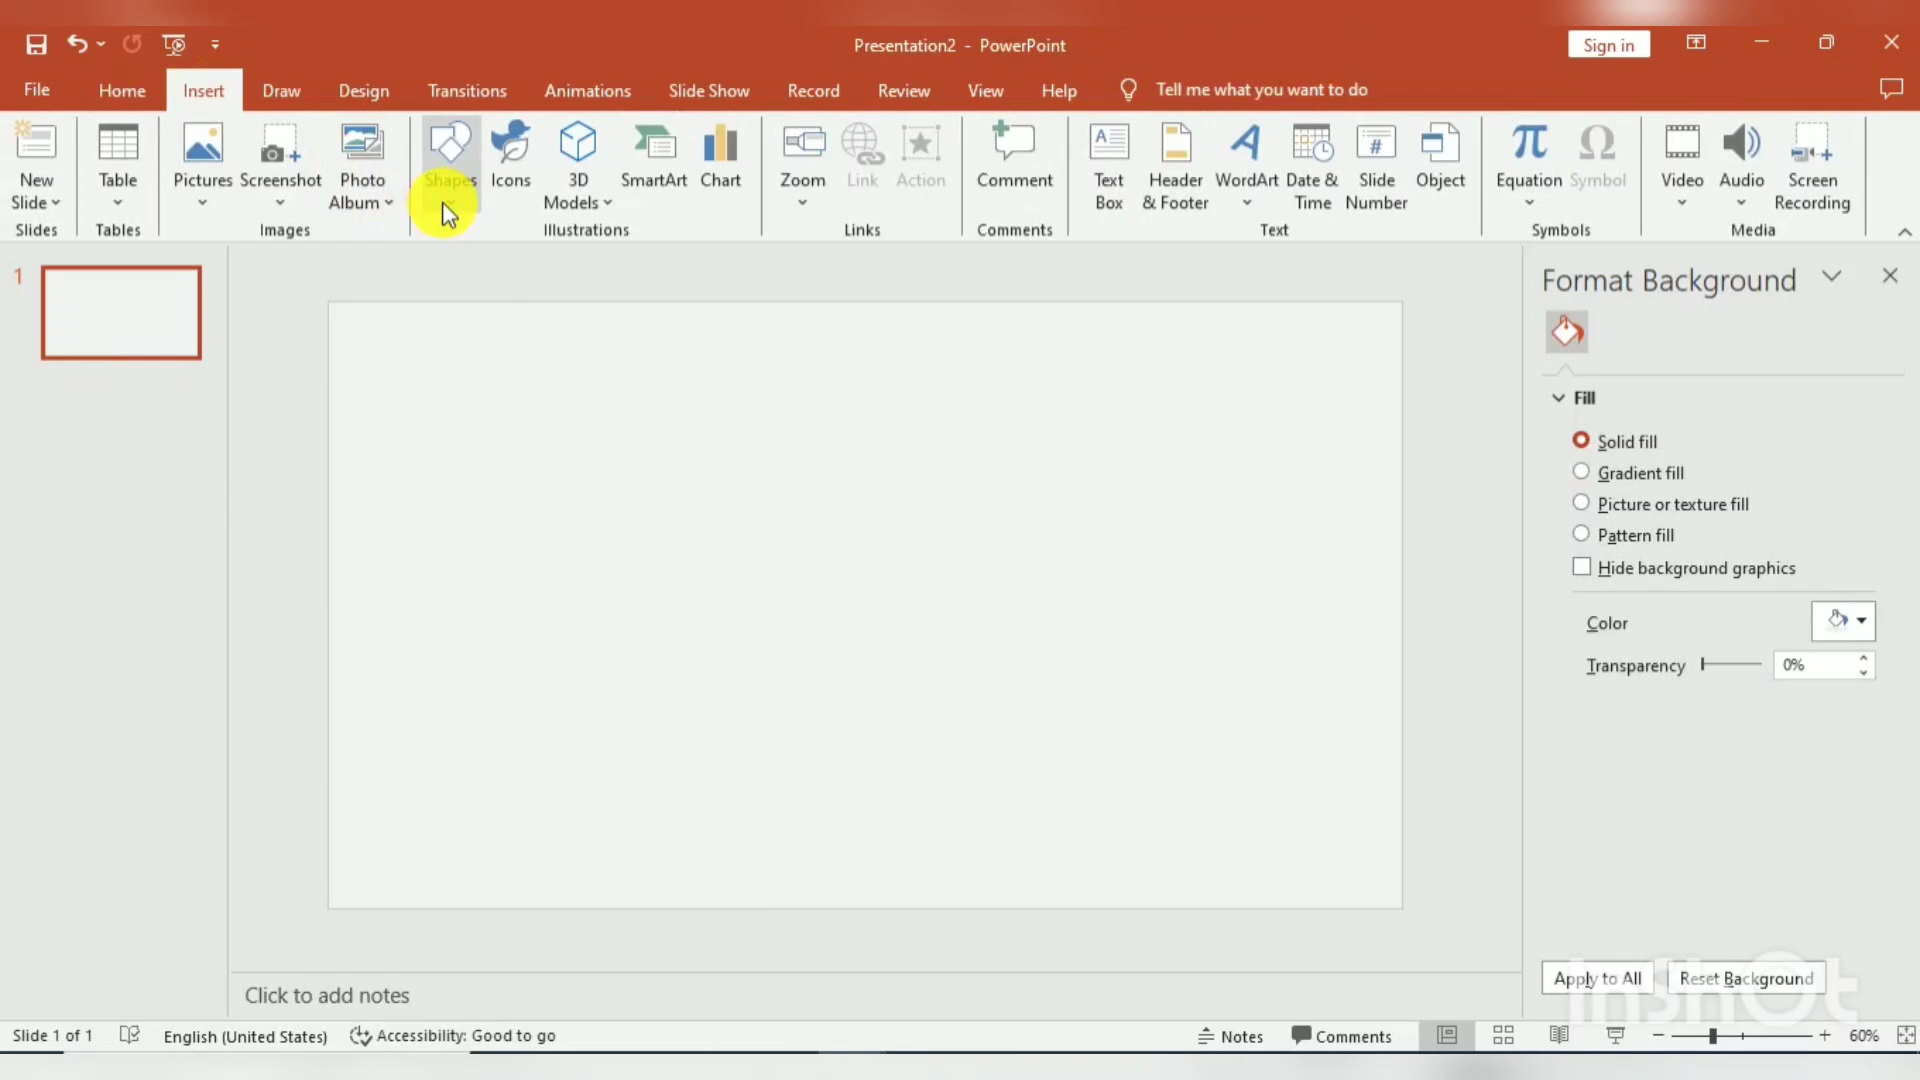 Presentation2 - PowerPoint
Sign in
File Home Insert Draw Design Transitions Animations Slide Show Record Review View Help Tell me what you want to do
New Slide
Table
Pictures
Screenshot
Photo Album
Shapes
Icons
3D Models
SmartArt
Chart
Zoom
Link
Action
Comment
Text Box
Header & Footer
WordArt
Date & Time
Slide Number
#
Object
Equation
Symbol
Video
Audio
Screen Recording
Slides Tables Images Illustrations Links Comments Text Symbols Media
1
Format Background
Fill
Solid fill
Gradient fill
Picture or texture fill
Pattern fill
Hide background graphics
Color
Transparency 0%
Apply to All Reset Background
InShOt
Click to add notes
Slide 1 of 1 English (United States) Accessibility: Good to go Notes Comments 60%